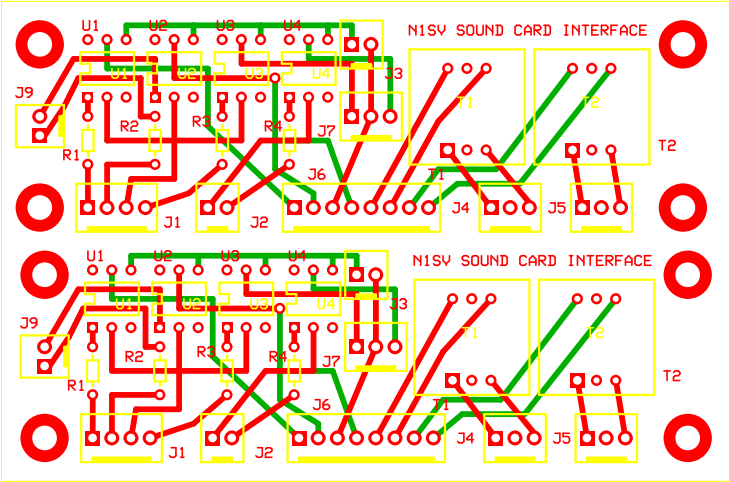 U1 U2 U3 U4 N1SV SOUND CARD INTERFACE
U1 U2 U3 U4 J3
J9 T1 T2
R1 R2 R3 R4 J7 T2
J6 T1
J1 J2 J4 J5
U1 U2 U3 U4 N1SV SOUND CARD INTERFACE
U1 U2 U3 U4 J3
J9 T1 T2
R1 R2 R3 R4 J7 T2
J6 T1
J1 J2 J4 J5